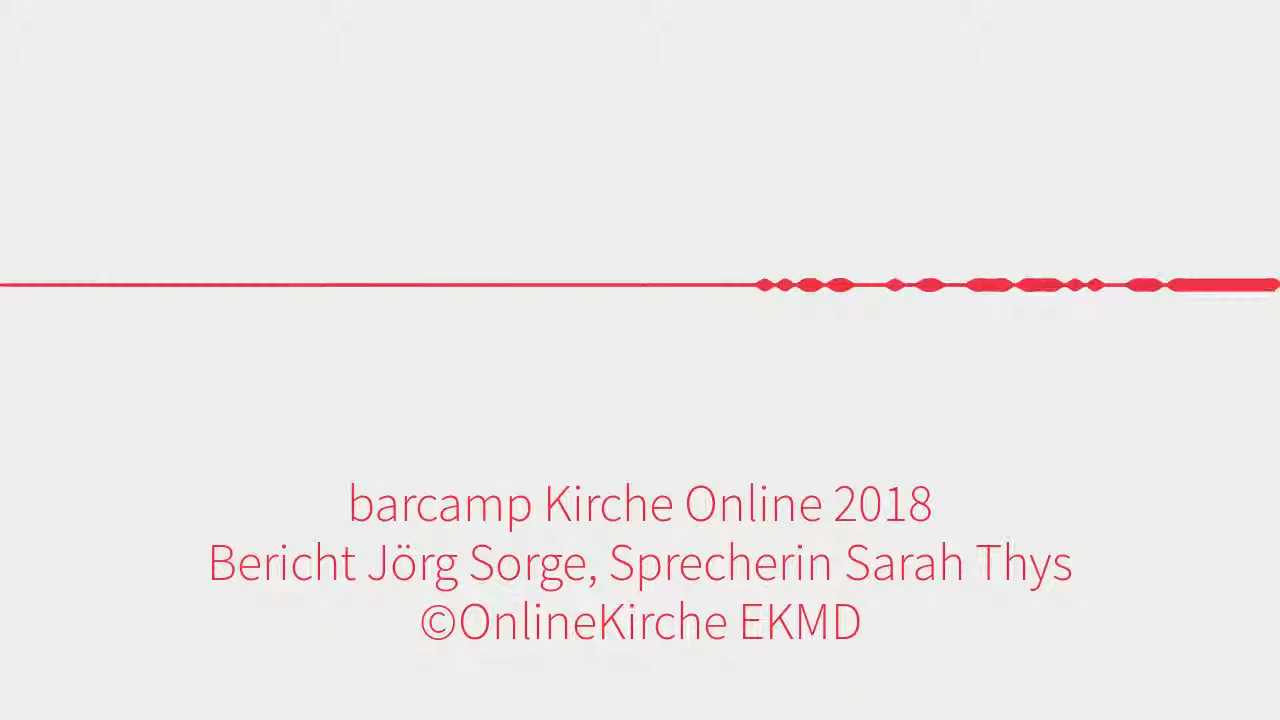 barcamp Kirche Online 2018
Bericht Jörg Sorge, Sprecherin Sarah Thys
©OnlineKirche EKMD